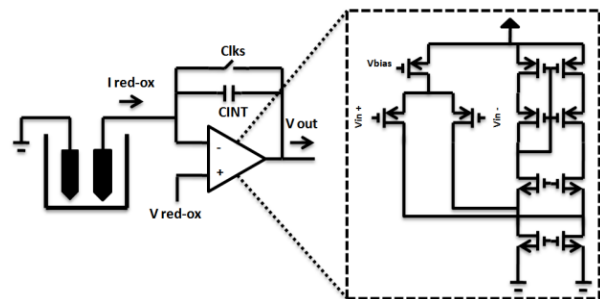 Clks
I red-ox
CINT
V out
-
+
V red-ox
Vbias
Vin +
Vin -